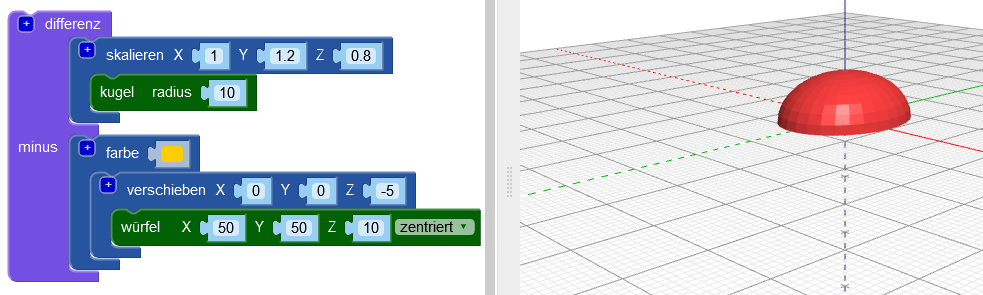 + differenz
+ skalieren X 1 Y 1.2 Z 0.8
kugel radius 10
minus + farbe
+ verschieben X 0 Y 0 Z -5
würfel X 50 Y 50 Z 10 zentriert ▾